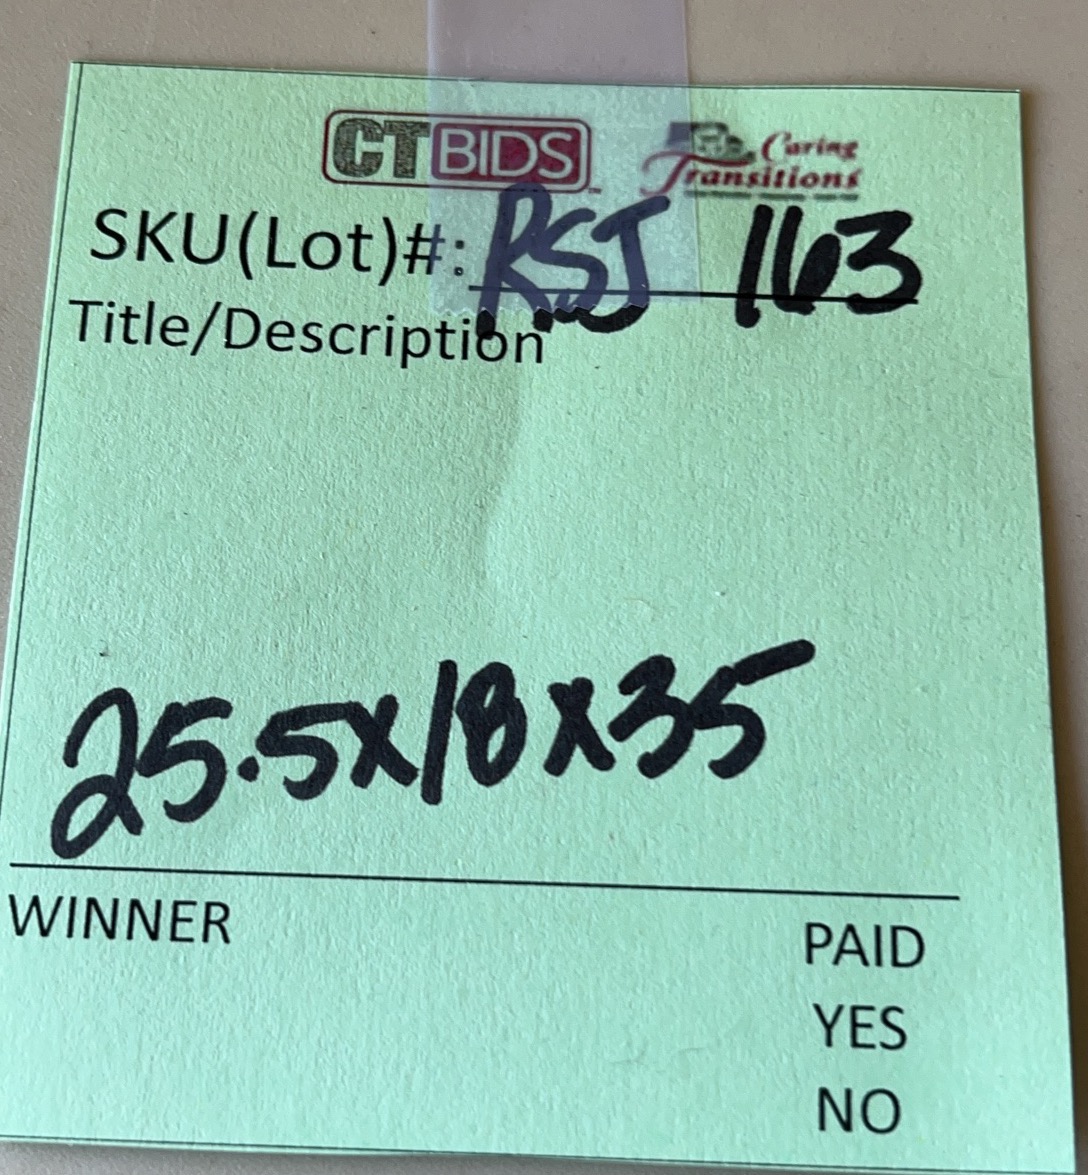 CTBIDS Caring Transitions
SKU(Lot)#: RSJ 163
Title/Description
25.5x18x35
WINNER PAID
YES
NO